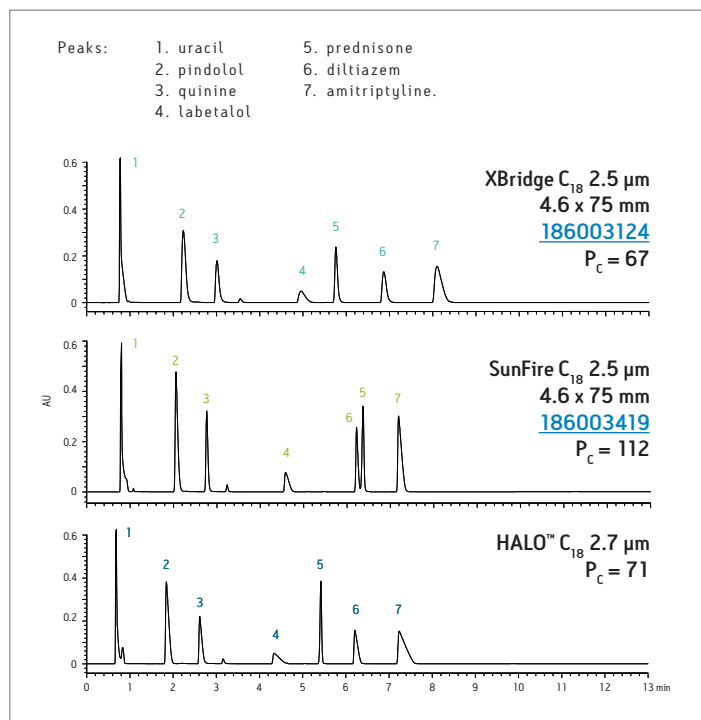 Peaks:
1. uracil
2. pindolol
3. quinine
4. labetalol
5. prednisone
6. diltiazem
7. amitriptyline.
0.6
0.4
0.2
0
1
2
3
4
5
6
7
XBridge C18 2.5 µm
4.6 x 75 mm
186003124
PC = 67
AU
0.6
0.4
0.2
0
1
2
3
4
6
5
7
SunFire C18 2.5 µm
4.6 x 75 mm
186003419
PC = 112
0.6
0.4
0.2
0
1
2
3
4
5
6
7
HALO™ C18 2.7 µm
PC = 71
0 1 2 3 4 5 6 7 8 9 10 11 12 13 min